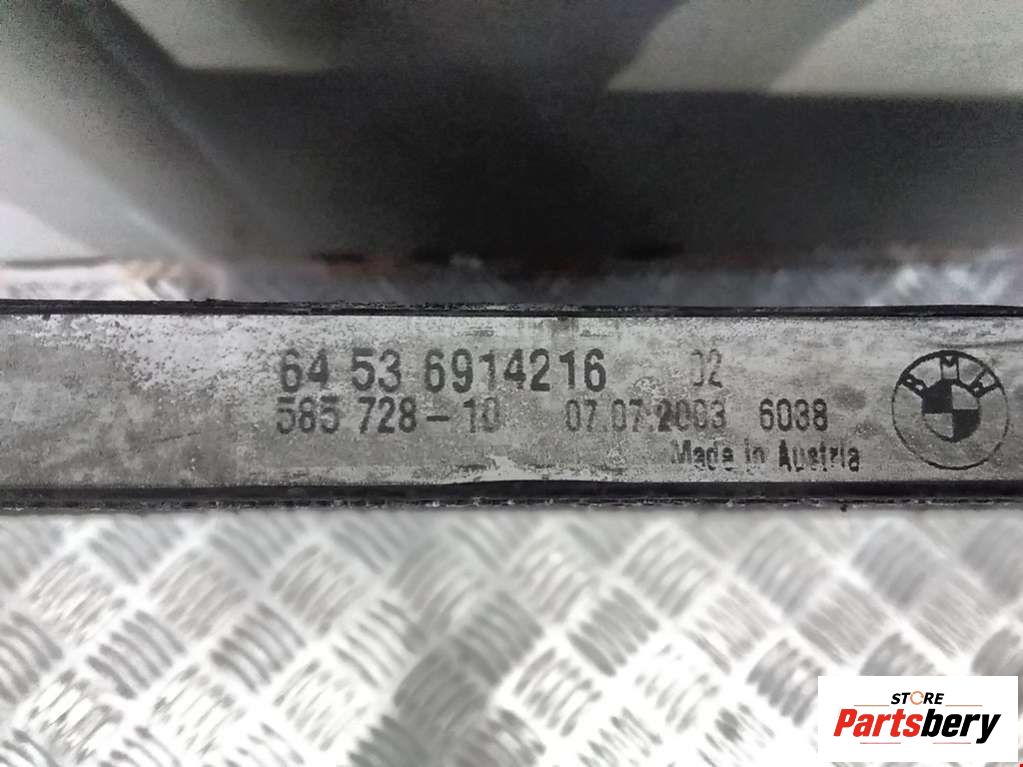 64 53 6914216 02
585 728-10 07.07.2003 6038
Made in Austria
BMW
STORE
Partsbery